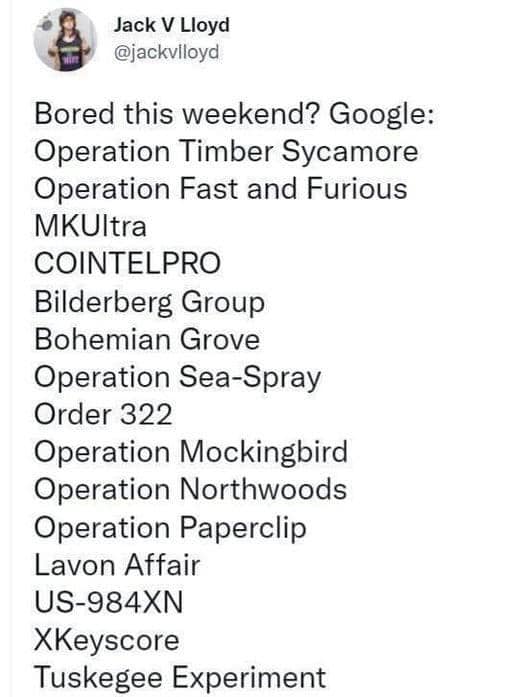 Jack V Lloyd
@jackvlloyd
Bored this weekend? Google:
Operation Timber Sycamore
Operation Fast and Furious
MKUltra
COINTELPRO
Bilderberg Group
Bohemian Grove
Operation Sea-Spray
Order 322
Operation Mockingbird
Operation Northwoods
Operation Paperclip
Lavon Affair
US-984XN
XKeyscore
Tuskegee Experiment